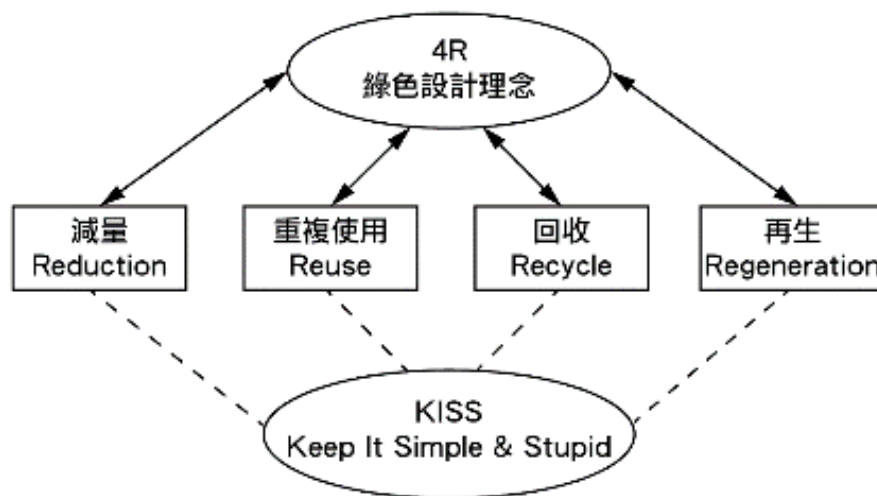 4R
綠色設計理念
減量
Reduction
重複使用
Reuse
回收
Recycle
再生
Regeneration
KISS
Keep It Simple & Stupid